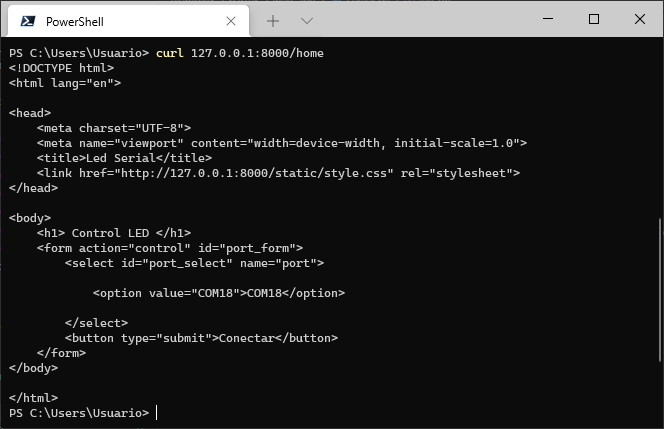 PowerShell
PS C:\Users\Usuario> curl 127.0.0.1:8000/home
<!DOCTYPE html>
<html lang="en">
<head>
    <meta charset="UTF-8">
    <meta name="viewport" content="width=device-width, initial-scale=1.0">
    <title>Led Serial</title>
    <link href="http://127.0.0.1:8000/static/style.css" rel="stylesheet">
</head>
<body>
    <h1> Control LED </h1>
    <form action="control" id="port_form">
        <select id="port_select" name="port">
            <option value="COM18">COM18</option>
        </select>
        <button type="submit">Conectar</button>
    </form>
</body>
</html>
PS C:\Users\Usuario>